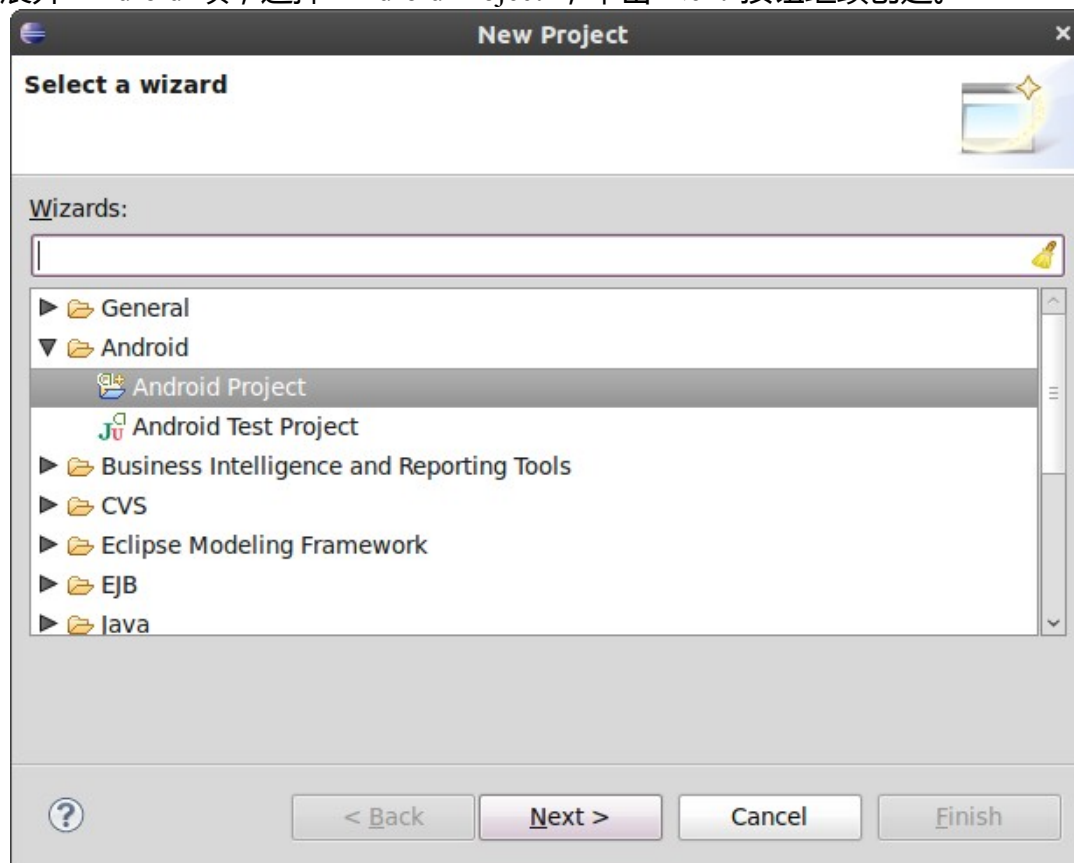 New Project
Select a wizard
Wizards:
General
Android
Android Project
Android Test Project
Business Intelligence and Reporting Tools
CVS
Eclipse Modeling Framework
EJB
Java
< Back Next > Cancel Finish